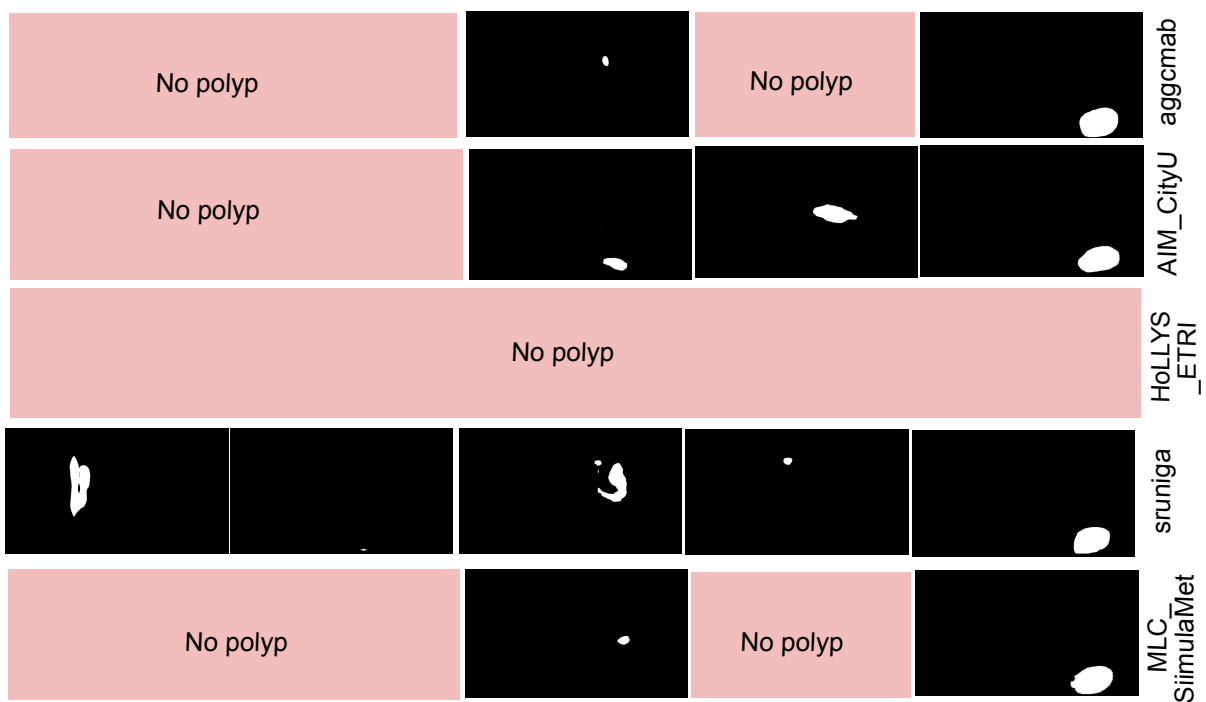 No polyp
No polyp
aggcmab
No polyp
AIM_CityU
No polyp
HoLLYS
_ETRI
sruniga
No polyp
No polyp
MLC_
SiimulaMet